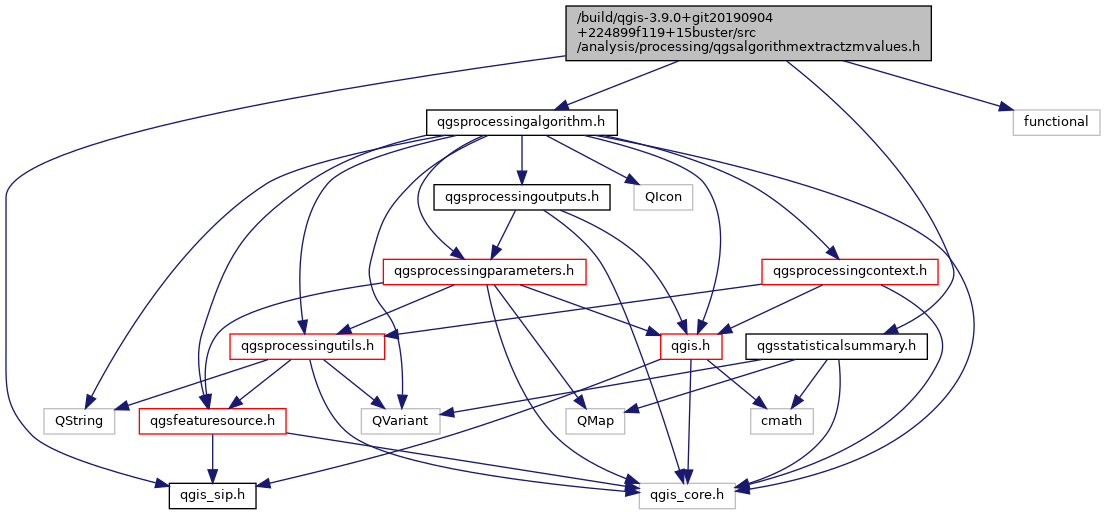 /build/qgis-3.9.0+git20190904
+224899f119+15buster/src
/analysis/processing/qgsalgorithmextractzmvalues.h
qgsprocessingalgorithm.h
functional
qgsprocessingoutputs.h
QIcon
qgsprocessingparameters.h
qgsprocessingcontext.h
qgsprocessingutils.h
qgis.h
qgsstatisticalsummary.h
QString
qgsfeaturesource.h
QVariant
QMap
cmath
qgis_sip.h
qgis_core.h